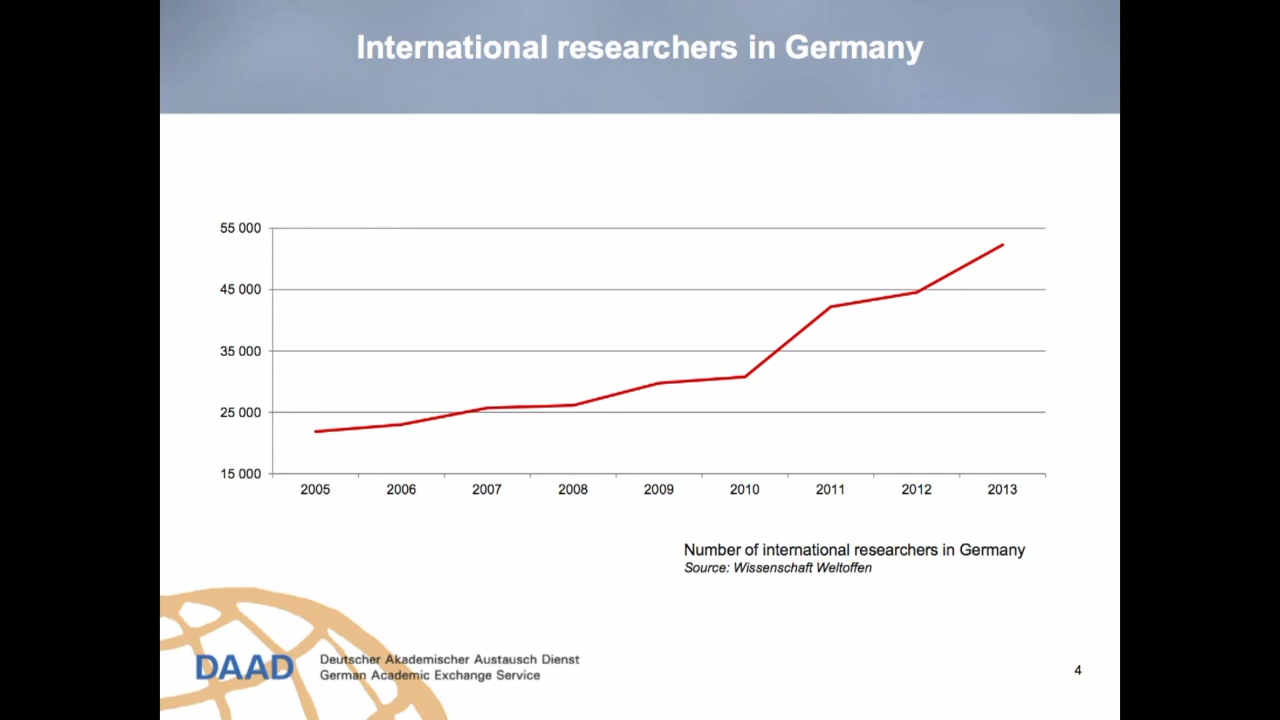 International researchers in Germany
55 000
45 000
35 000
25 000
15 000
2005 2006 2007 2008 2009 2010 2011 2012 2013
Number of international researchers in Germany
Source: Wissenschaft Weltoffen
DAAD
Deutscher Akademischer Austausch Dienst
German Academic Exchange Service
4